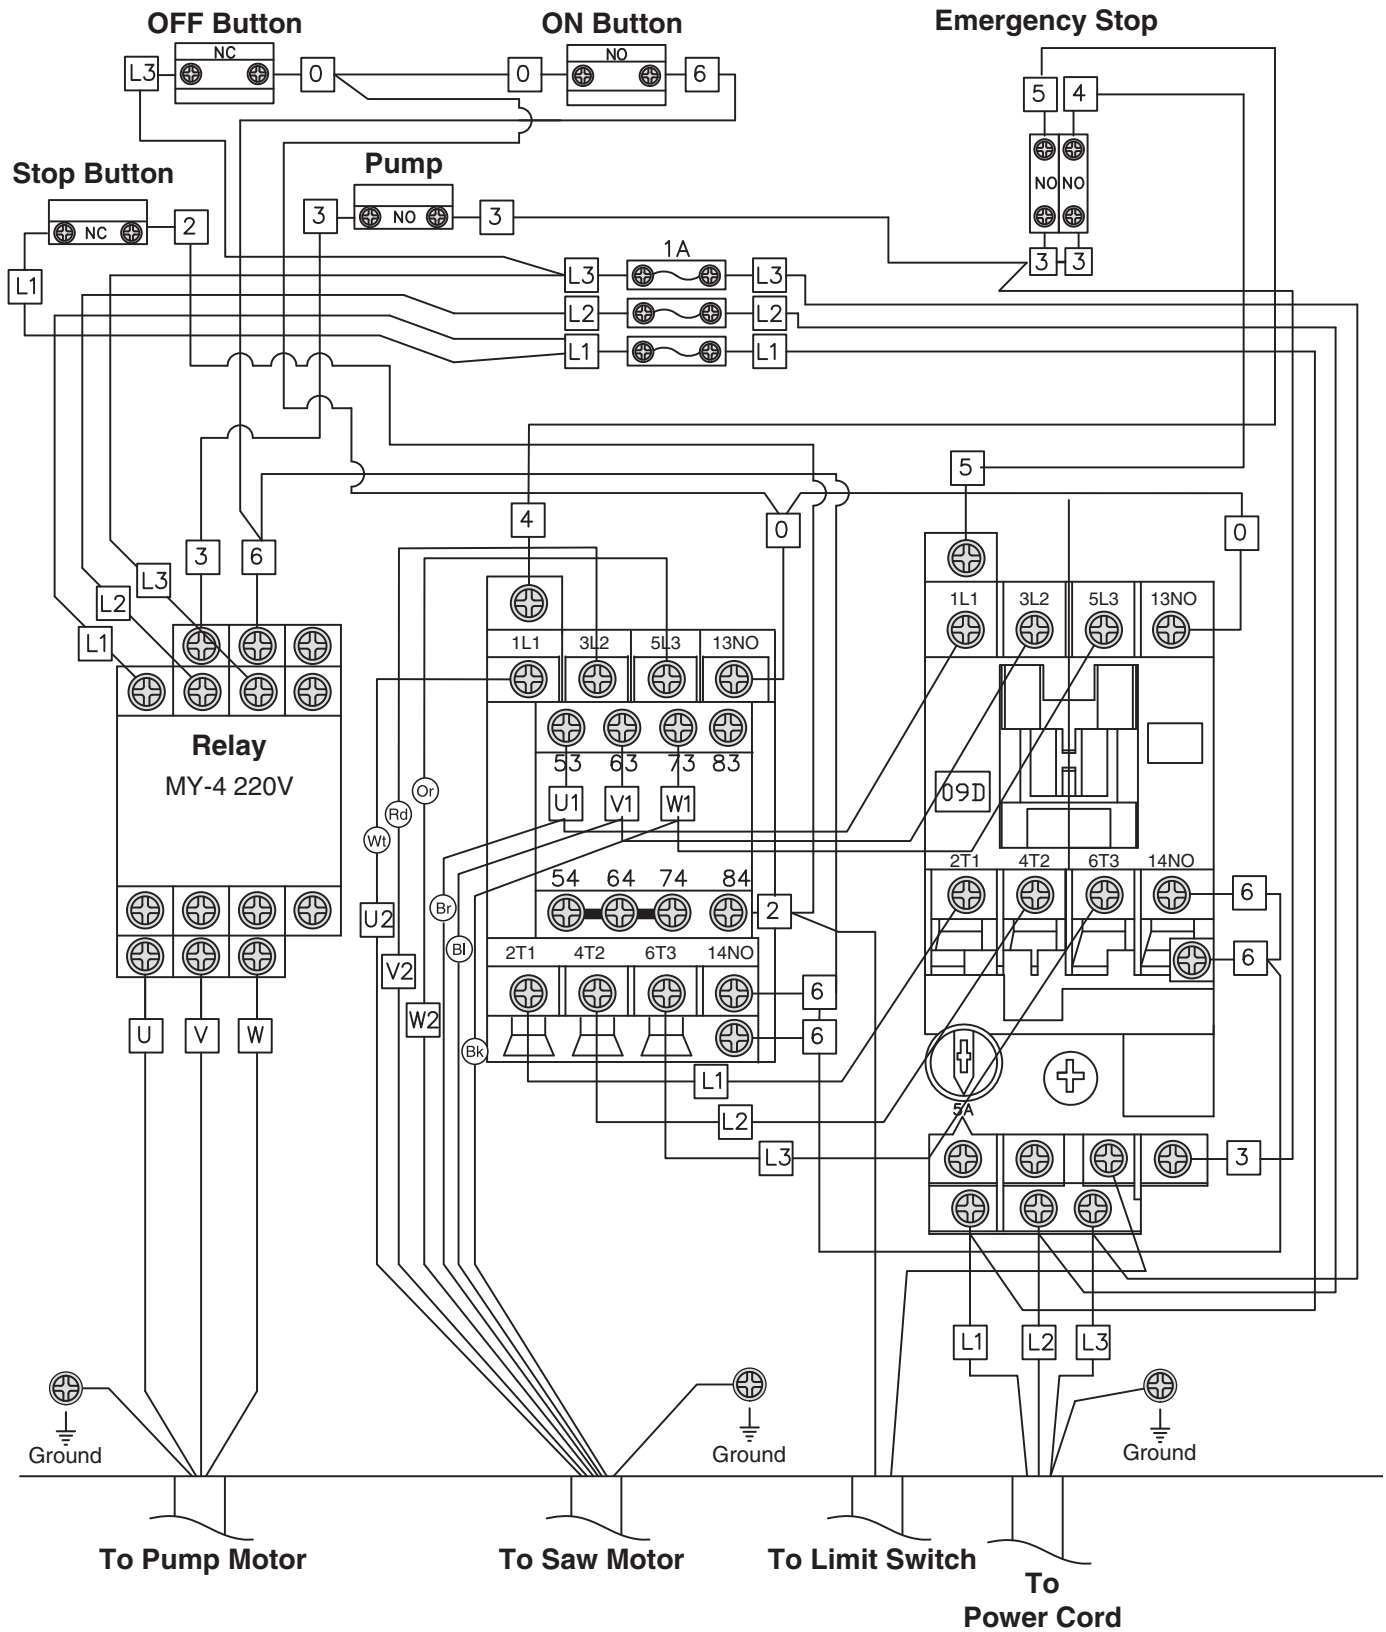 OFF Button
ON Button
Emergency Stop
NC
NO
L3
0
0
6
5
4
Stop Button
Pump
NO NO
3
NO
3
2
NC
1A
3 3
L1
L3
L3
L2
L2
L1
L1
5
4
0
0
3
6
L3
L2
L1
1L1
3L2
5L3
13NO
1L1
3L2
5L3
13NO
Relay
MY-4 220V
53
63
73
83
Or
Rd
Wt
U1
V1
W1
09D
2T1
4T2
6T3
14NO
54
64
74
84
6
Br
U2
2
Bl
2T1
4T2
6T3
14NO
6
V2
6
W2
U
V
W
6
Bk
L1
5A
L2
L3
3
L1
L2
L3
Ground
Ground
Ground
To Pump Motor
To Saw Motor
To Limit Switch
To
Power Cord